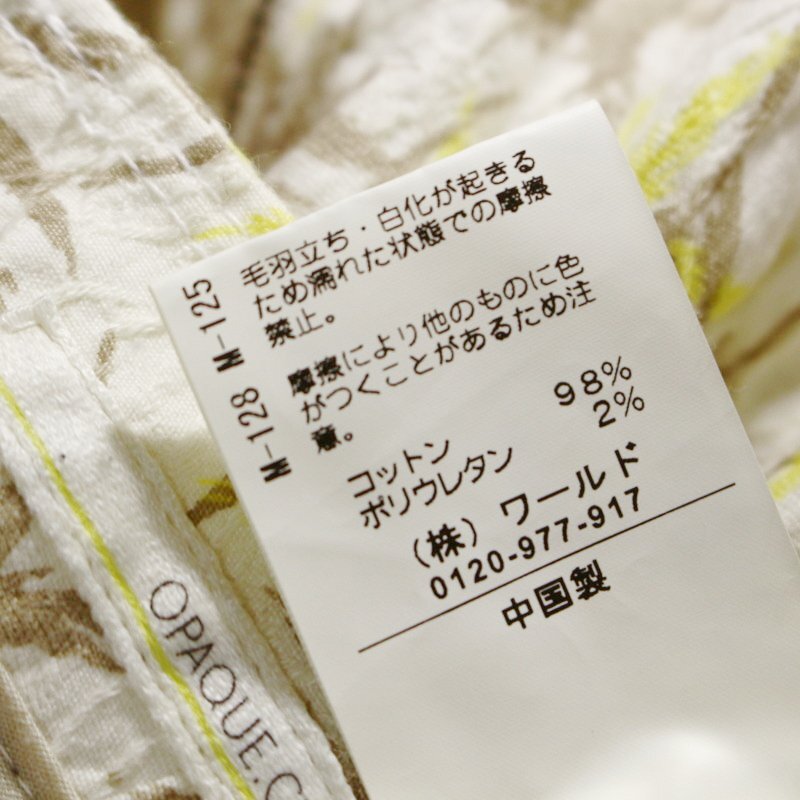 M-125 毛羽立ち・白化が起きる
ため濡れた状態での摩擦
禁止。
M-128 摩擦により他のものに色
がつくことがあるため注
意。
コットン 98%
ポリウレタン 2%
(株) ワールド
0120-977-917
中国製
OPAQUE.C